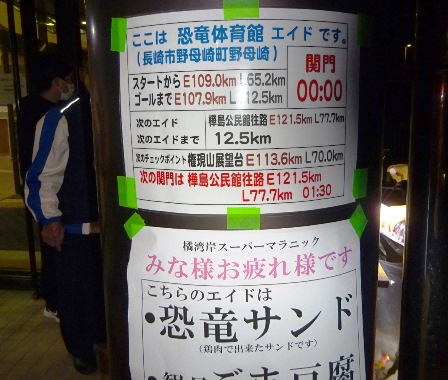 ここは 恐竜体育館 エイドです。
(長崎市野母崎町野母崎)
スタートから E109.0km L65.2km
ゴールまで E107.9km L112.5km
関門
00:00
次のエイド 樺島公民館往路 E121.5km L77.7km
次のエイドまで 12.5km
次のチェックポイント 権現山展望台 E113.6km L70.0km
次の関門は 樺島公民館往路 E121.5km
L77.7km 01:30
橘湾岸スーパーマラニック
みな様お疲れ様です
こちらのエイドは
・恐竜サンド
(鶏肉で出来たサンドです)
ごま豆腐